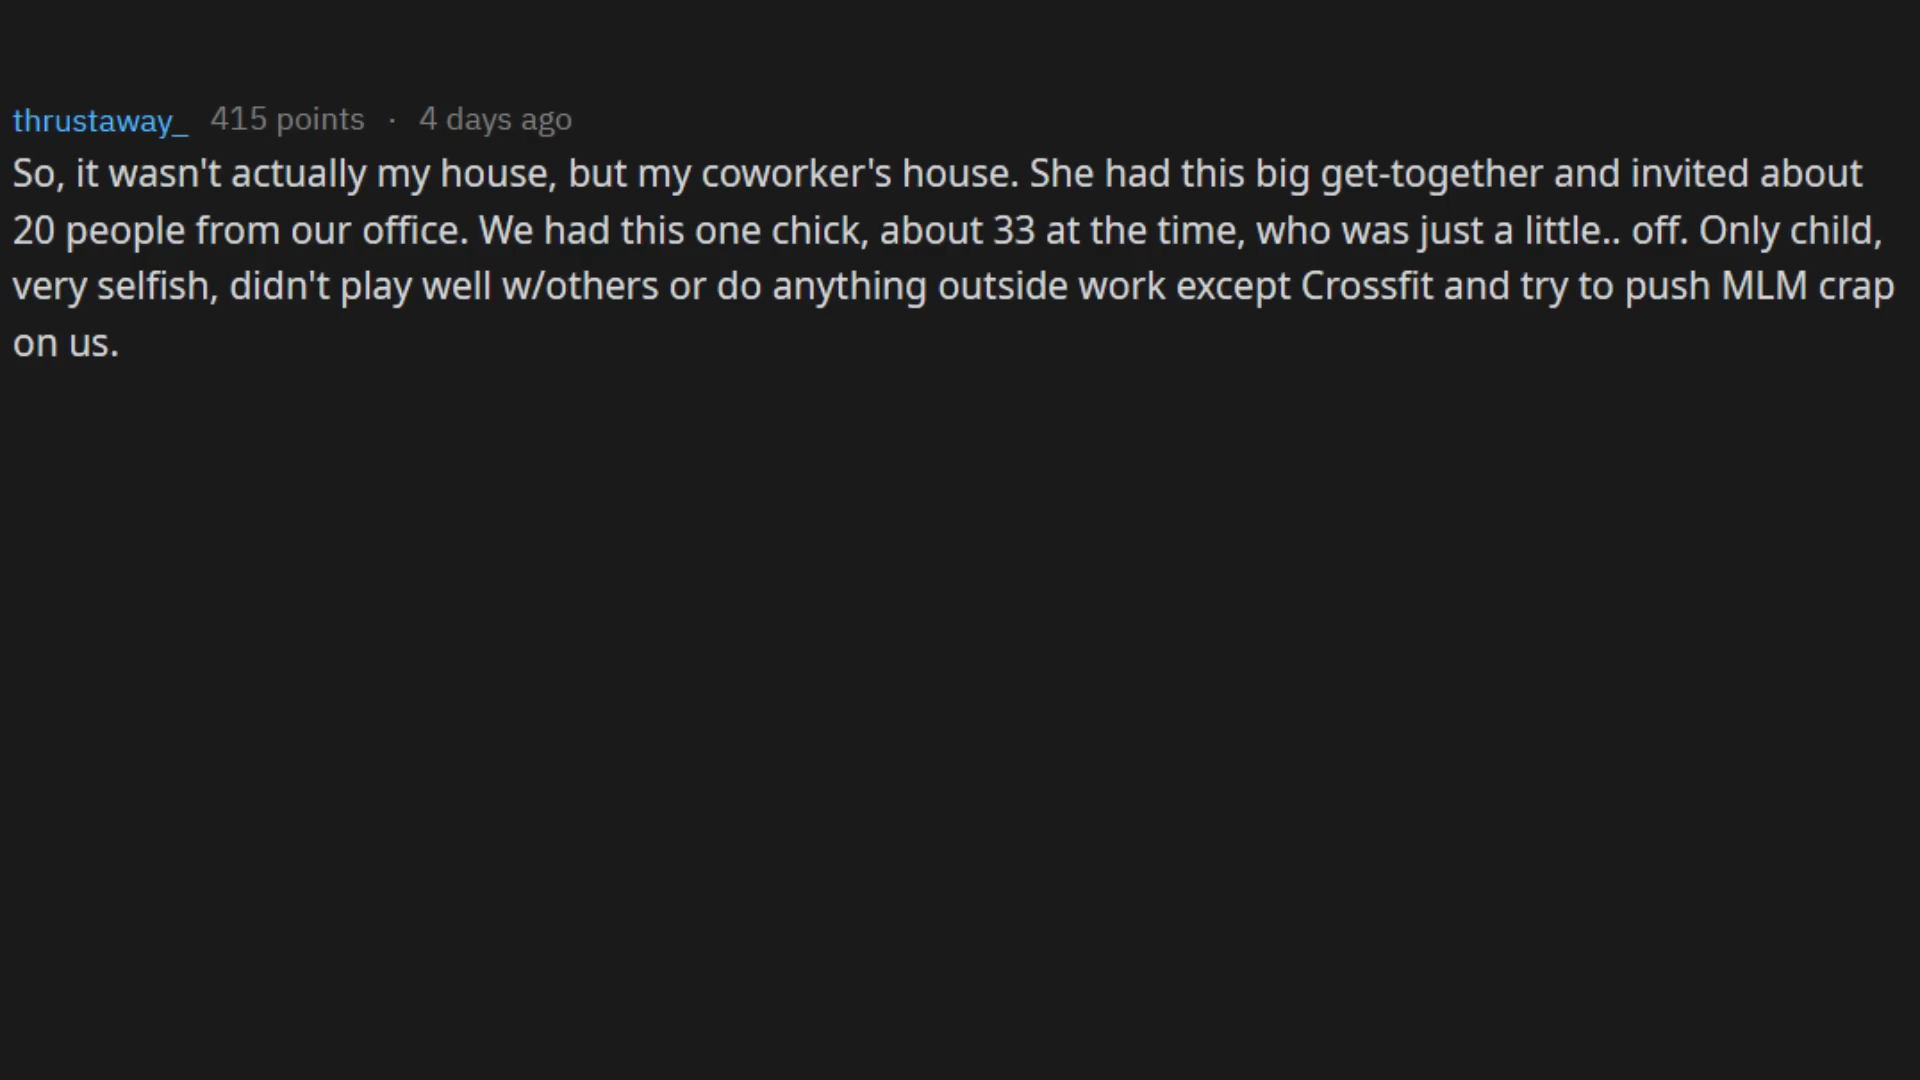 thrustaway_ 415 points · 4 days ago
So, it wasn't actually my house, but my coworker's house. She had this big get-together and invited about
20 people from our office. We had this one chick, about 33 at the time, who was just a little.. off. Only child,
very selfish, didn't play well w/others or do anything outside work except Crossfit and try to push MLM crap
on us.